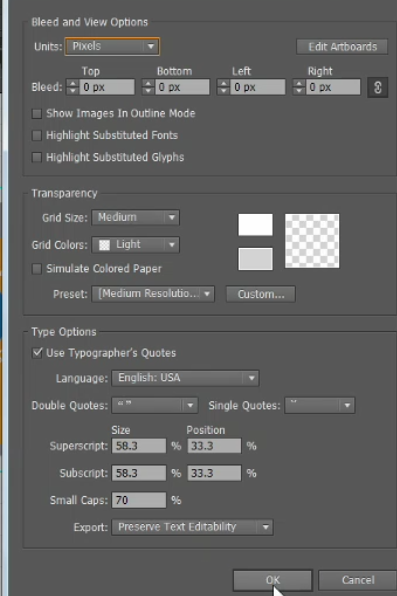 Bleed and View Options
Units: Pixels Edit Artboards
Top Bottom Left Right
Bleed: 0 px 0 px 0 px 0 px
Show Images In Outline Mode
Highlight Substituted Fonts
Highlight Substituted Glyphs
Transparency
Grid Size: Medium
Grid Colors: Light
Simulate Colored Paper
Preset: [Medium Resolutio... Custom...
Type Options
Use Typographer's Quotes
Language: English: USA
Double Quotes: “” Single Quotes: ‘’
Size Position
Superscript: 58.3 % 33.3 %
Subscript: 58.3 % 33.3 %
Small Caps: 70 %
Export: Preserve Text Editability
OK Cancel